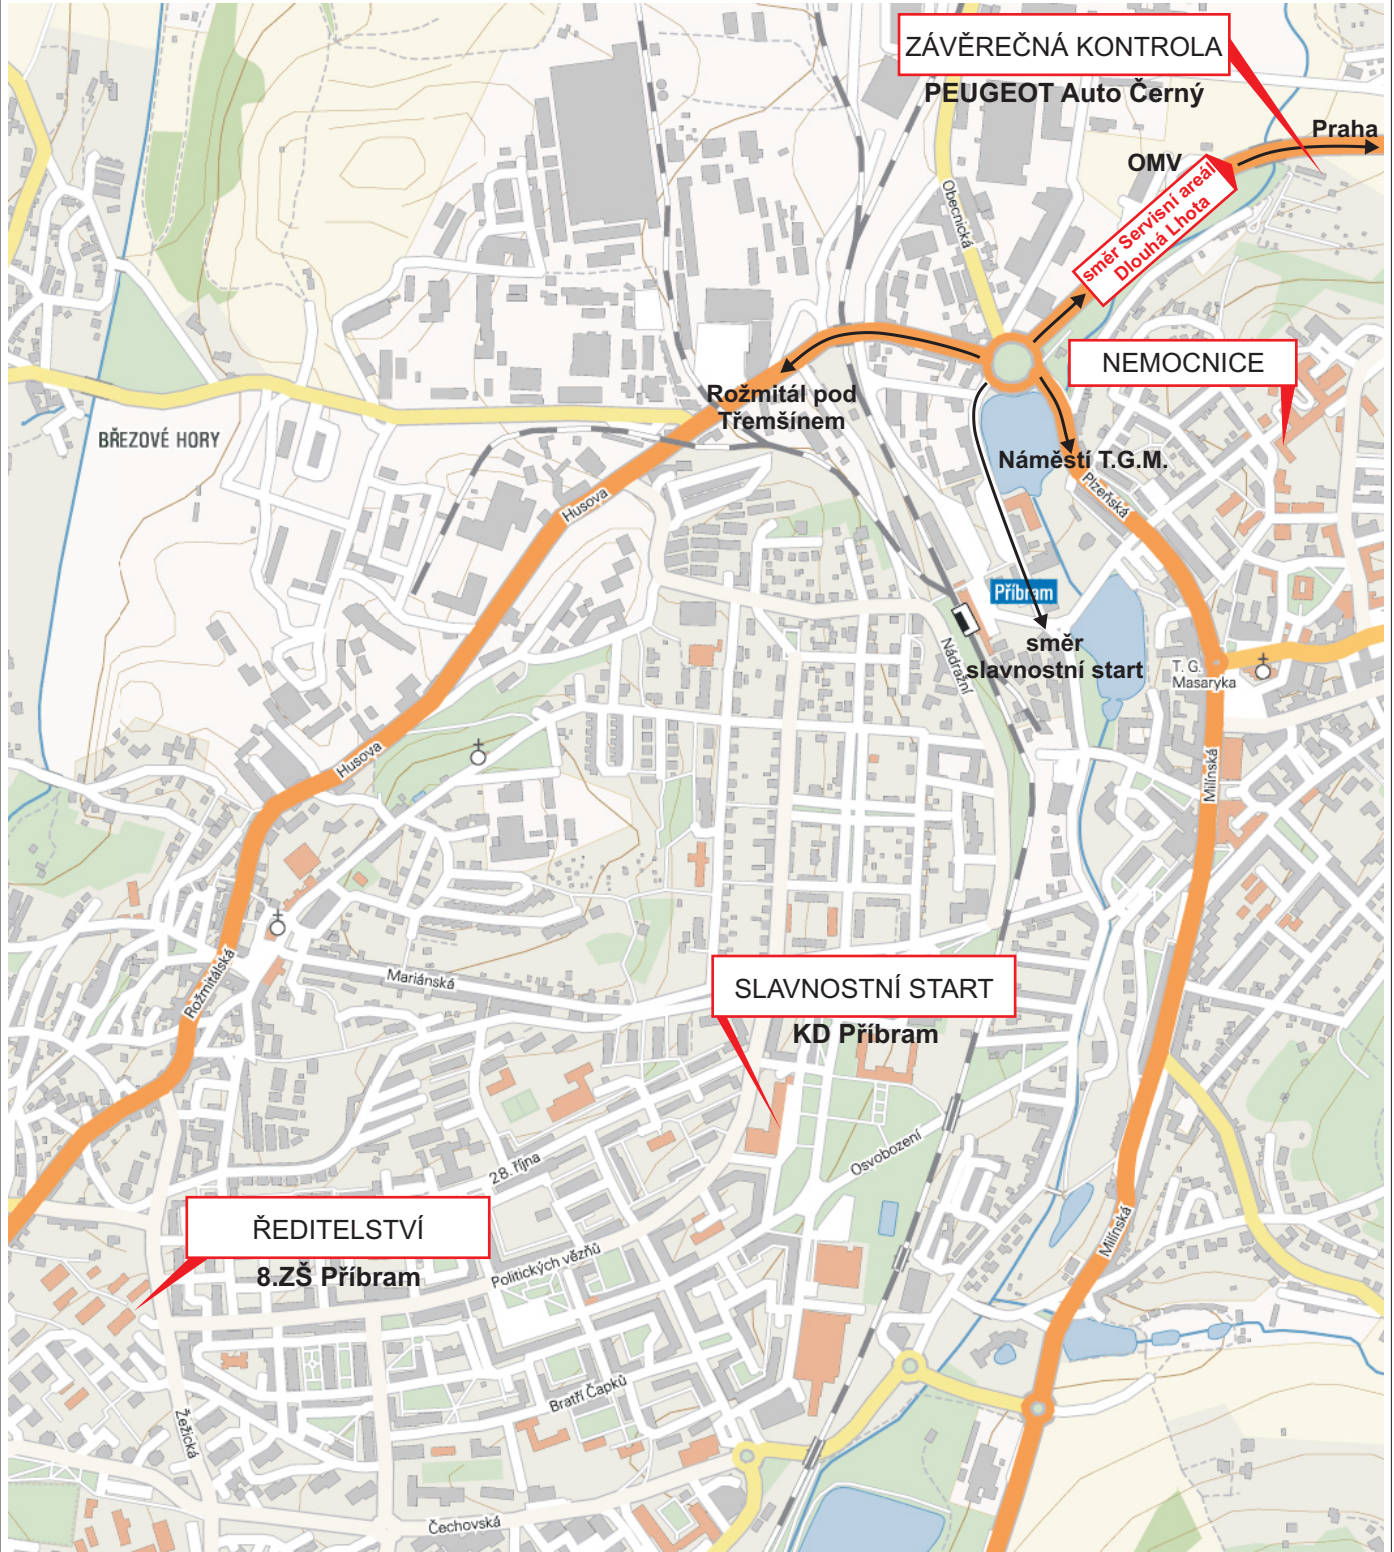 ZÁVĚREČNÁ KONTROLA
PEUGEOT Auto Černý
Praha
OMV
směr Servisní areál
Dlouhá Lhota
Obecnická
NEMOCNICE
Rožmitál pod
Třemšínem
BŘEZOVÉ HORY
Náměstí T.G.M.
Plzeňská
Husova
Příbram
směr
slavnostní start
Nádražní
T. G.
Masaryka
Husova
Milínská
Rožmitálská
Mariánská
SLAVNOSTNÍ START
KD Příbram
Osvobození
28. října
Milínská
ŘEDITELSTVÍ
8.ZŠ Příbram
Politických vězňů
Bratří Čapků
Žežická
Čechovská